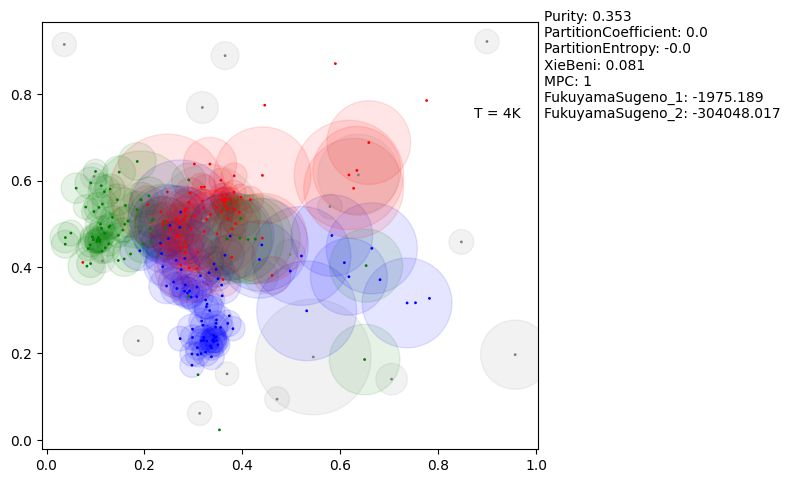 Purity: 0.353
PartitionCoefficient: 0.0
PartitionEntropy: -0.0
XieBeni: 0.081
MPC: 1
FukuyamaSugeno_1: -1975.189
FukuyamaSugeno_2: -304048.017
T = 4K
0.8
0.6
0.4
0.2
0.0
0.0 0.2 0.4 0.6 0.8 1.0